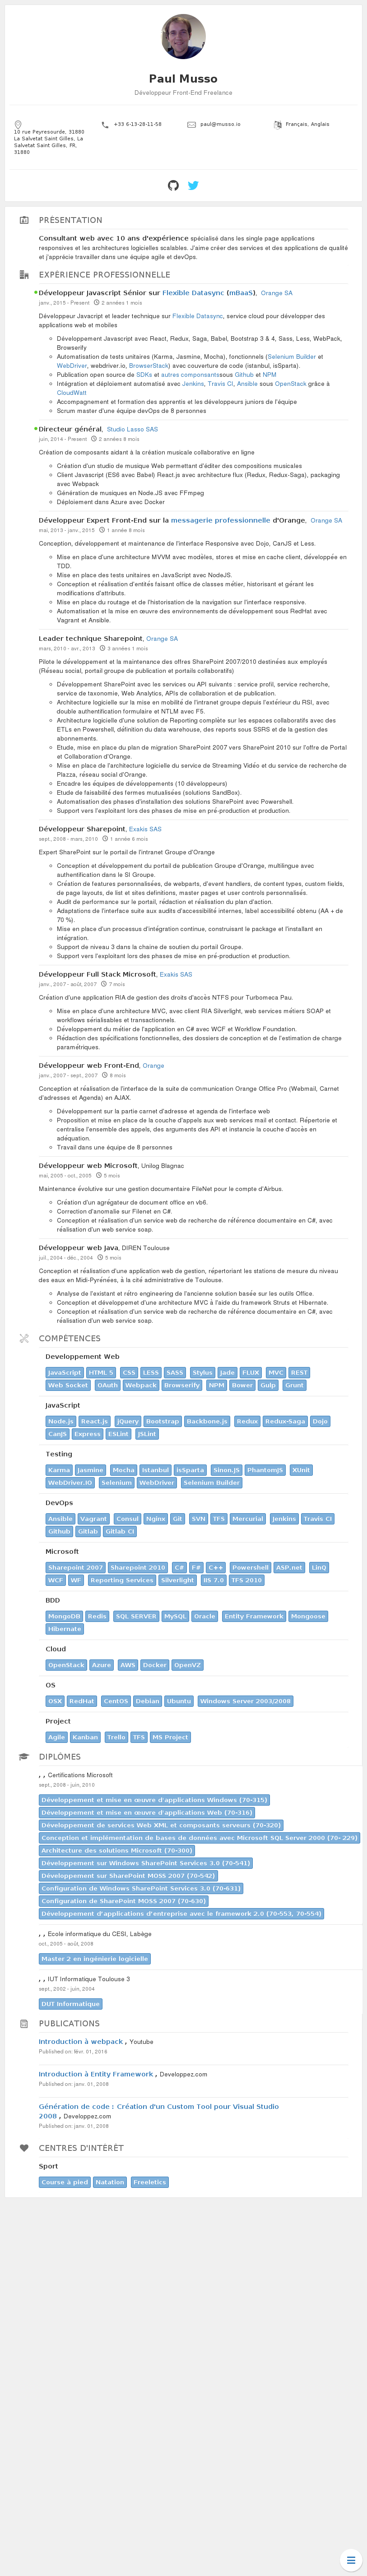 Paul Musso
Développeur Front-End Freelance
10 rue Peyresourde, 31880
La Salvetat Saint Gilles, La
Salvetat Saint Gilles, FR,
31880
+33 6-13-28-11-58
paul@musso.io
Français, Anglais
PRÉSENTATION
Consultant web avec 10 ans d'expérience spécialisé dans les single page applications
responsives et les architectures logicielles scalables. J'aime créer des services et des applications de qualité
et j'apprécie travailler dans une équipe agile et devOps.
EXPÉRIENCE PROFESSIONNELLE
Développeur Javascript Sénior sur Flexible Datasync (mBaaS), Orange SA
janv., 2015 - Present 2 années 1 mois
Développeur Javacript et leader technique sur Flexible Datasync, service cloud pour développer des
applications web et mobiles
Développement Javascript avec React, Redux, Saga, Babel, Bootstrap 3 & 4, Sass, Less, WebPack,
Browserify
Automatisation de tests unitaires (Karma, Jasmine, Mocha), fonctionnels (Selenium Builder et
WebDriver, webdriver.io, BrowserStack) avec couverture de code (istanbul, isSparta).
Publication open source de SDKs et autres componsantssous Github et NPM
Intégration et déploiement continus avec Jenkins, Travis CI, Ansible sous OpenStack grâce à
CloudWatt
Accompagnement et formation des apprentis et les développeurs juniors de l'équipe
Scrum master d'une équipe devOps de 8 personnes
Directeur général, Studio Lasso SAS
juin, 2014 - Present 2 années 8 mois
Création de composants aidant à la création musicale collaborative en ligne
Création d'un studio de musique Web permettant d'éditer des compositions musicales
Client Javascript (ES6 avec Babel) React.js avec architecture flux (Redux, Redux-Saga), packaging
avec Webpack
Génération de musiques en Node.JS avec FFmpeg
Déploiement dans Azure avec Docker
Développeur Expert Front-End sur la messagerie professionnelle d'Orange, Orange SA
mai, 2013 - janv., 2015 1 année 8 mois
Conception, développement et maintenance de l'interface Responsive avec Dojo, CanJS et Less.
Mise en place d'une architecture MVVM avec modèles, stores et mise en cache client, développée en
TDD.
Mise en place des tests unitaires en JavaScript avec NodeJS.
Conception et réalisation d'entités faisant office de classes métier, historisant et gérant les
modifications d'attributs.
Mise en place du routage et de l'historisation de la navigation sur l'interface responsive.
Automatisation et la mise en œuvre des environnements de développement sous RedHat avec
Vagrant et Ansible.
Leader technique Sharepoint, Orange SA
mars, 2010 - avr., 2013 3 années 1 mois
Pilote le développement et la maintenance des offres SharePoint 2007/2010 destinées aux employés
(Réseau social, portail groupe de publication et portails collaboratifs)
Développement SharePoint avec les services ou API suivants : service profil, service recherche,
service de taxonomie, Web Analytics, APIs collaboratifs et de publication.
Architecture logicielle sur la mise en mobilité de l'intranet groupe depuis l'extérieur du RSI, avec
double authentification formulaire et NTLM avec F5.
Architecture logicielle d'une solution de Reporting complète sur les espaces collaboratifs avec des
ETLs en Powershell, définition du data warehouse, des reports sous SSRS et de la gestion des
abonnements.
Etude, mise en place du plan de migration SharePoint 2007 vers SharePoint 2010 sur l'offre de Portal
et Collaboration d'Orange.
Mise en place de l'architecture logicielle du service de Streaming Vidéo et du service de recherche de
Plazza, réseau social d'Orange.
Encadre les équipes de développements (10 développeurs)
Etude de faisabilité des fermes mutualisées (solutions SandBox).
Automatisation des phases d'installation des solutions SharePoint avec Powershell.
Support vers l'exploitant lors des phases de mise en pré-production et production.
Développeur Sharepoint, Exakis SAS
sept., 2008 - mars, 2010 1 année 6 mois
Expert SharePoint sur le portail de l'intranet Groupe d'Orange
Conception et développement du portail de publication Groupe d'Orange, multilingue avec
authentification dans le SI Groupe.
Création de features personnalisées, de webparts, d'event handlers, de content types, custom fields,
de page layouts, de list et sites definitions, master pages et user controls personnalisés.
Audit de performance sur le portail, rédaction et réalisation du plan d'action.
Adaptations de l'interface suite aux audits d'accessibilité internes, label accessibilité obtenu (AA + de
70 %).
Mise en place d'un processus d'intégration continue, construisant le package et l'installant en
intégration.
Support de niveau 3 dans la chaine de soutien du portail Groupe.
Support vers l'exploitant lors des phases de mise en pré-production et production.
Développeur Full Stack Microsoft, Exakis SAS
janv., 2007 - août, 2007 7 mois
Création d'une application RIA de gestion des droits d'accès NTFS pour Turbomeca Pau.
Mise en place d'une architecture MVC, avec client RIA Silverlight, web services métiers SOAP et
workflows sérialisables et transactionnels.
Développement du métier de l'application en C# avec WCF et Workflow Foundation.
Rédaction des spécifications fonctionnelles, des dossiers de conception et de l'estimation de charge
paramétriques.
Développeur web Front-End, Orange
janv., 2007 - sept., 2007 8 mois
Conception et réalisation de l'interface de la suite de communication Orange Office Pro (Webmail, Carnet
d'adresses et Agenda) en AJAX.
Développement sur la partie carnet d'adresse et agenda de l'interface web
Proposition et mise en place de la couche d'appels aux web services mail et contact. Répertorie et
centralise l'ensemble des appels, des arguments des API et instancie la couche d'accès en
adéquation.
Travail dans une équipe de 8 personnes
Développeur web Microsoft, Unilog Blagnac
mai, 2005 - oct., 2005 5 mois
Maintenance évolutive sur une gestion documentaire FileNet pour le compte d'Airbus.
Création d'un agrégateur de document office en vb6.
Correction d'anomalie sur Filenet en C#.
Conception et réalisation d'un service web de recherche de référence documentaire en C#, avec
réalisation d'un web service soap.
Développeur web Java, DIREN Toulouse
juil., 2004 - déc., 2004 5 mois
Conception et réalisation d'une application web de gestion, répertoriant les stations de mesure du niveau
des eaux en Midi-Pyrénées, à la cité administrative de Toulouse.
Analyse de l'existant et rétro engineering de l'ancienne solution basée sur les outils Office.
Conception et développemet d'une architecture MVC à l'aide du framework Struts et Hibernate.
Conception et réalisation d'un service web de recherche de référence documentaire en C#, avec
réalisation d'un web service soap.
COMPÉTENCES
Developpement Web
JavaScript HTML 5 CSS LESS SASS Stylus Jade FLUX MVC REST
Web Socket OAuth Webpack Browserify NPM Bower Gulp Grunt
JavaScript
Node.js React.js jQuery Bootstrap Backbone.js Redux Redux-Saga Dojo
CanJS Express ESLint JSLint
Testing
Karma Jasmine Mocha Istanbul isSparta Sinon.JS PhantomJS XUnit
WebDriver.IO Selenium WebDriver Selenium Builder
DevOps
Ansible Vagrant Consul Nginx Git SVN TFS Mercurial Jenkins Travis CI
Github Gitlab Gitlab CI
Microsoft
Sharepoint 2007 Sharepoint 2010 C# F# C++ Powershell ASP.net LinQ
WCF WF Reporting Services Silverlight IIS 7.0 TFS 2010
BDD
MongoDB Redis SQL SERVER MySQL Oracle Entity Framework Mongoose
Hibernate
Cloud
OpenStack Azure AWS Docker OpenVZ
OS
OSX RedHat CentOS Debian Ubuntu Windows Server 2003/2008
Project
Agile Kanban Trello TFS MS Project
DIPLÔMES
, , Certifications Microsoft
sept., 2008 - juin, 2010
Développement et mise en œuvre d'applications Windows (70-315)
Développement et mise en œuvre d'applications Web (70-316)
Développement de services Web XML et composants serveurs (70-320)
Conception et implémentation de bases de données avec Microsoft SQL Server 2000 (70- 229)
Architecture des solutions Microsoft (70-300)
Développement sur Windows SharePoint Services 3.0 (70-541)
Développement sur SharePoint MOSS 2007 (70-542)
Configuration de Windows SharePoint Services 3.0 (70-631)
Configuration de SharePoint MOSS 2007 (70-630)
Développement d'applications d'entreprise avec le framework 2.0 (70-553, 70-554)
, , Ecole informatique du CESI, Labège
oct., 2005 - août, 2008
Master 2 en ingénierie logicielle
, , IUT Informatique Toulouse 3
sept., 2002 - juin, 2004
DUT Informatique
PUBLICATIONS
Introduction à webpack , Youtube
Published on: févr. 01, 2016
Introduction à Entity Framework , Developpez.com
Published on: janv. 01, 2009
Génération de code : Création d'un Custom Tool pour Visual Studio
2008 , Developpez.com
Published on: janv. 01, 2009
CENTRES D'INTÉRÊT
Sport
Course à pied Natation Freeletics